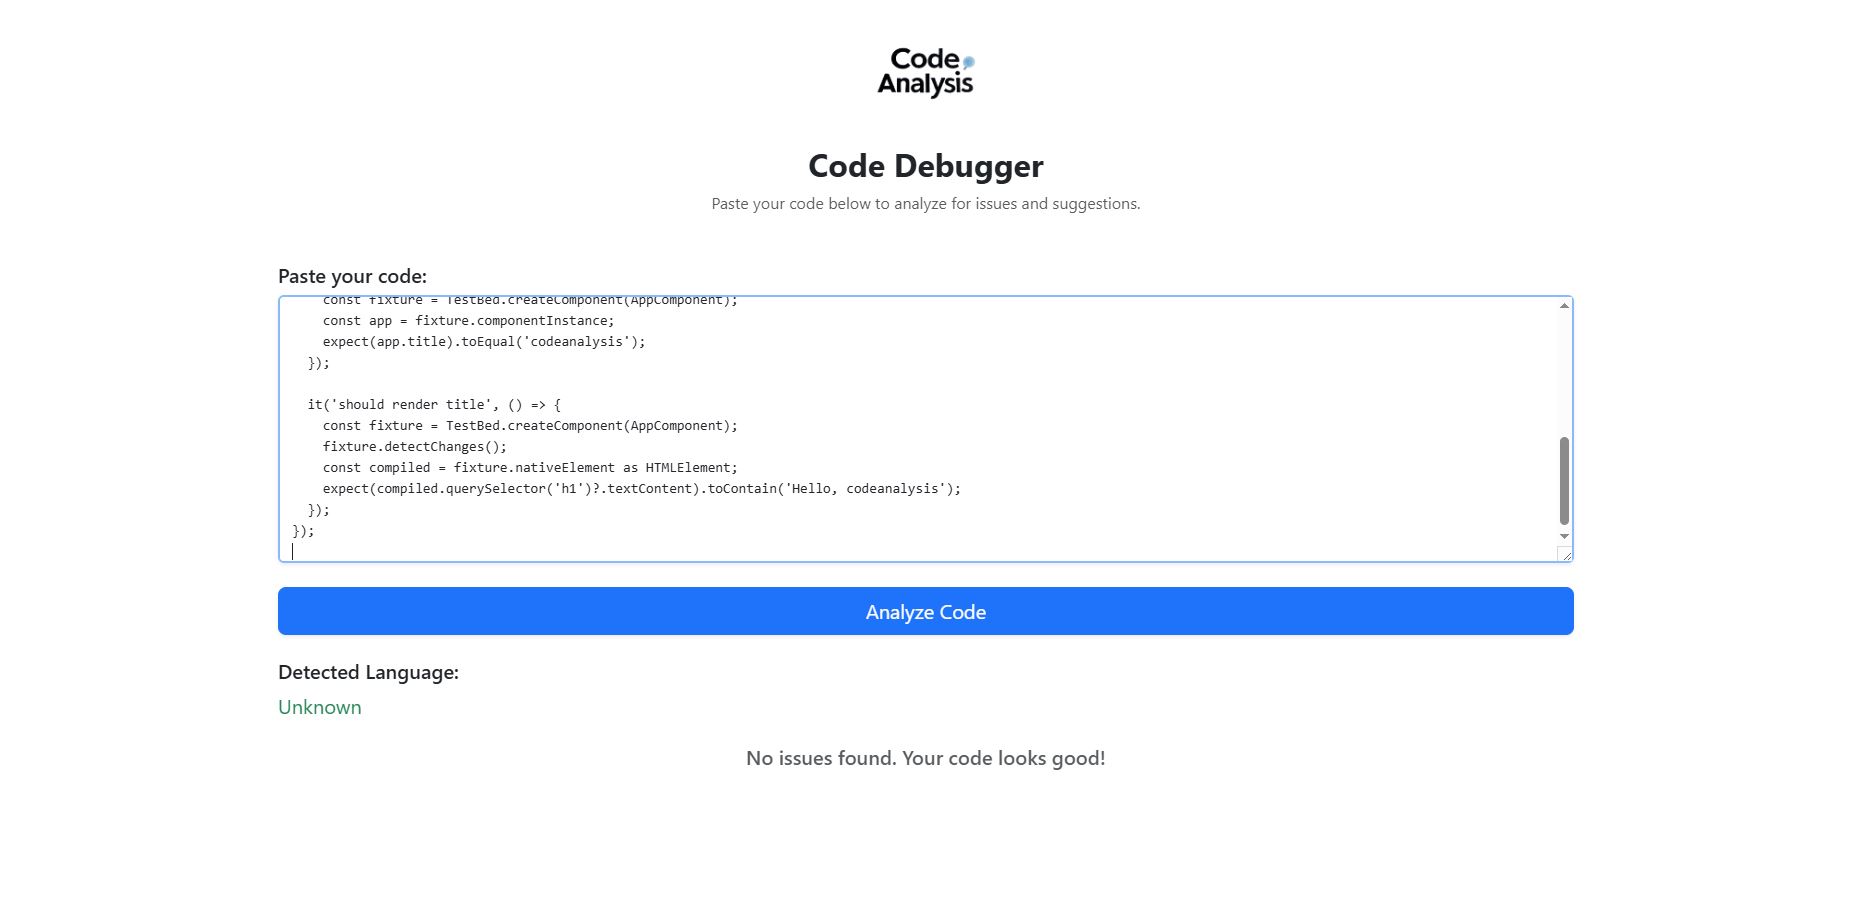 Code
Analysis
Code Debugger
Paste your code below to analyze for issues and suggestions.
Paste your code:
    const fixture = TestBed.createComponent(AppComponent);
    const app = fixture.componentInstance;
    expect(app.title).toEqual('codeanalysis');
  });

  it('should render title', () => {
    const fixture = TestBed.createComponent(AppComponent);
    fixture.detectChanges();
    const compiled = fixture.nativeElement as HTMLElement;
    expect(compiled.querySelector('h1')?.textContent).toContain('Hello, codeanalysis');
  });
});
Analyze Code
Detected Language:
Unknown
No issues found. Your code looks good!